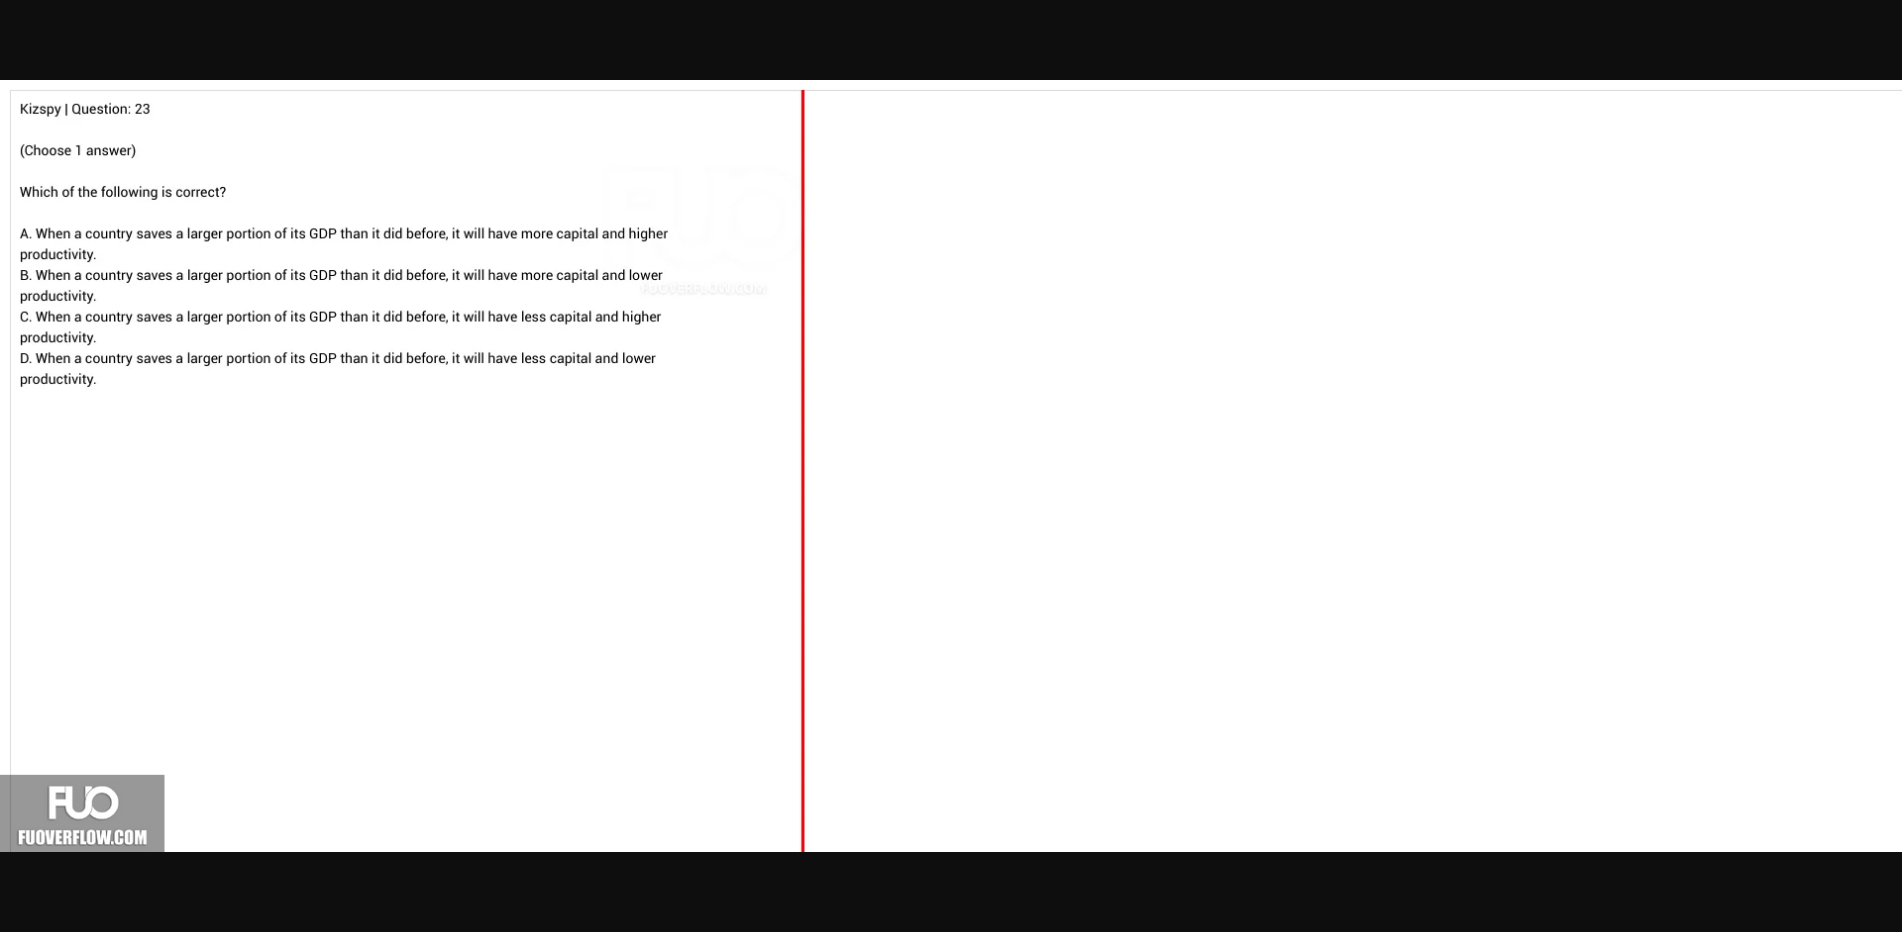 Kizspy | Question: 23
(Choose 1 answer)
Which of the following is correct?
A. When a country saves a larger portion of its GDP than it did before, it will have more capital and higher
productivity.
B. When a country saves a larger portion of its GDP than it did before, it will have more capital and lower
productivity.
FUOVERFLOW.COM
C. When a country saves a larger portion of its GDP than it did before, it will have less capital and higher
productivity.
D. When a country saves a larger portion of its GDP than it did before, it will have less capital and lower
productivity.
FUO
FUOVERFLOW.COM